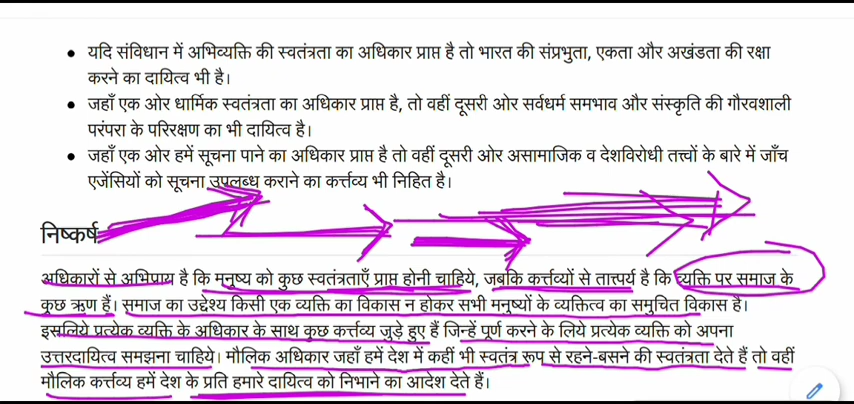 • यदि संविधान में अभिव्यक्ति की स्वतंत्रता का अधिकार प्राप्त है तो भारत की संप्रभुता, एकता और अखंडता की रक्षा
करने का दायित्व भी है।
• जहाँ एक ओर धार्मिक स्वतंत्रता का अधिकार प्राप्त है, तो वहीं दूसरी ओर सर्वधर्म समभाव और संस्कृति की गौरवशाली
परंपरा के परिरक्षण का भी दायित्व है।
• जहाँ एक ओर हमें सूचना पाने का अधिकार प्राप्त है तो वहीं दूसरी ओर असामाजिक व देशविरोधी तत्त्वों के बारे में जाँच
एजेंसियों को सूचना उपलब्ध कराने का कर्त्तव्य भी निहित है।
निष्कर्ष
अधिकारों से अभिप्राय है कि मनुष्य को कुछ स्वतंत्रताएँ प्राप्त होनी चाहिये, जबकि कर्त्तव्यों से तात्पर्य है कि व्यक्ति पर समाज के
कुछ ऋण हैं। समाज का उद्देश्य किसी एक व्यक्ति का विकास न होकर सभी मनुष्यों के व्यक्तित्व का समुचित विकास है।
इसलिये प्रत्येक व्यक्ति के अधिकार के साथ कुछ कर्त्तव्य जुड़े हुए हैं जिन्हें पूर्ण करने के लिये प्रत्येक व्यक्ति को अपना
उत्तरदायित्व समझना चाहिये। मौलिक अधिकार जहाँ हमें देश में कहीं भी स्वतंत्र रूप से रहने-बसने की स्वतंत्रता देते हैं तो वहीं
मौलिक कर्त्तव्य हमें देश के प्रति हमारे दायित्व को निभाने का आदेश देते हैं।